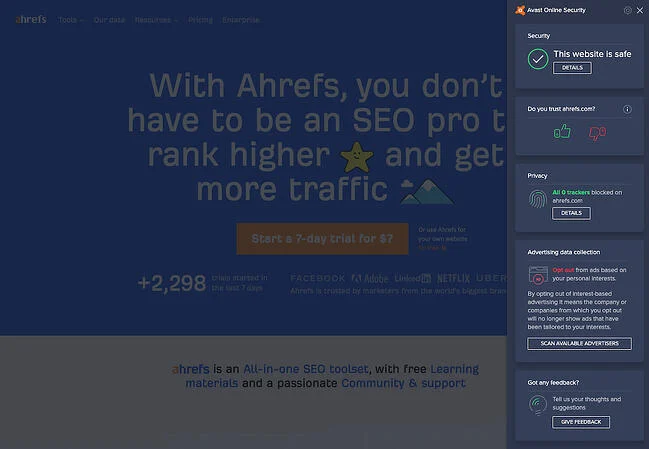 ahrefs Tools Our data Resources Pricing Enterprise
With Ahrefs, you don't
have to be an SEO pro t
rank higher and get
more traffic
Start a 7-day trial for $7
Or use Ahrefs for
your own website
+2,298
trials started in
the last 7 days
FACEBOOK Adobe LinkedIn NETFLIX UBER
Ahrefs is trusted by marketers from the world's biggest bran
ahrefs is an All-in-one SEO toolset, with free Learning
materials and a passionate Community & support
Avast Online Security
Security
This website is safe
DETAILS
Do you trust ahrefs.com?
Privacy
All 0 trackers blocked on
ahrefs.com
DETAILS
Advertising data collection
Opt out from ads based on
your personal interests.
By opting out of interest-based
advertising it means the company or
companies from which you opt out
will no longer show ads that have
been tailored to your interests.
SCAN AVAILABLE ADVERTISERS
Got any feedback?
Tell us your thoughts and
suggestions
GIVE FEEDBACK